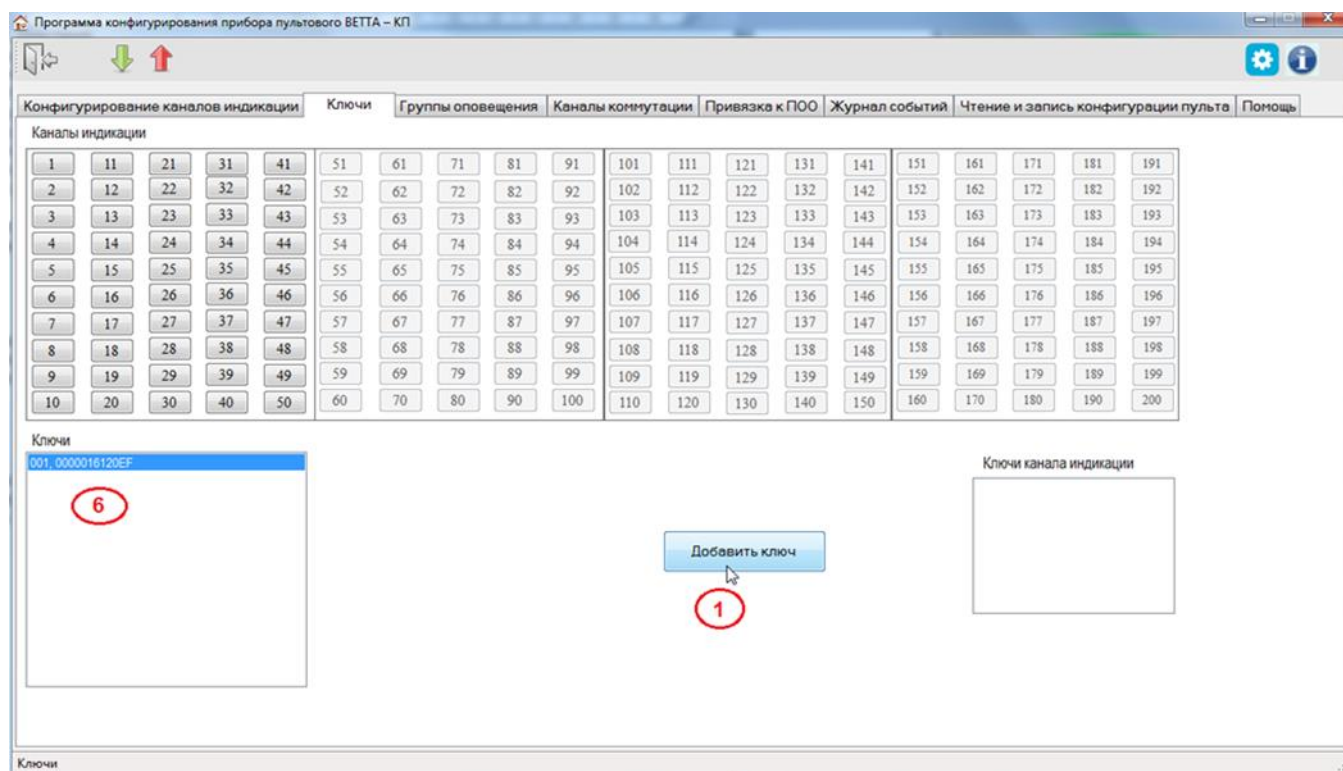 Программа конфигурирования прибора пультового ВЕТТА – КП
Конфигурирование каналов индикации Ключи Группы оповещения Каналы коммутации Привязка к ПОО Журнал событий Чтение и запись конфигурации пульта Помощь
Каналы индикации
1 11 21 31 41 51 61 71 81 91 101 111 121 131 141 151 161 171 181 191
2 12 22 32 42 52 62 72 82 92 102 112 122 132 142 152 162 172 182 192
3 13 23 33 43 53 63 73 83 93 103 113 123 133 143 153 163 173 183 193
4 14 24 34 44 54 64 74 84 94 104 114 124 134 144 154 164 174 184 194
5 15 25 35 45 55 65 75 85 95 105 115 125 135 145 155 165 175 185 195
6 16 26 36 46 56 66 76 86 96 106 116 126 136 146 156 166 176 186 196
7 17 27 37 47 57 67 77 87 97 107 117 127 137 147 157 167 177 187 197
8 18 28 38 48 58 68 78 88 98 108 118 128 138 148 158 168 178 188 198
9 19 29 39 49 59 69 79 89 99 109 119 129 139 149 159 169 179 189 199
10 20 30 40 50 60 70 80 90 100 110 120 130 140 150 160 170 180 190 200
Ключи
001, 0000016120EF
6
Ключи канала индикации
Добавить ключ
1
Ключи